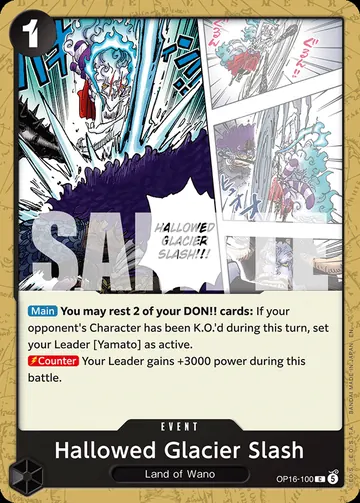 1
HALLOWED
GLACIER
SLASH!!!
SAMPLE
Main You may rest 2 of your DON!! cards: If your
opponent's Character has been K.O.'d during this turn, set
your Leader [Yamato] as active.
Counter Your Leader gains +3000 power during this
battle.
EVENT
Hallowed Glacier Slash
Land of Wano
OP16-100 C 5